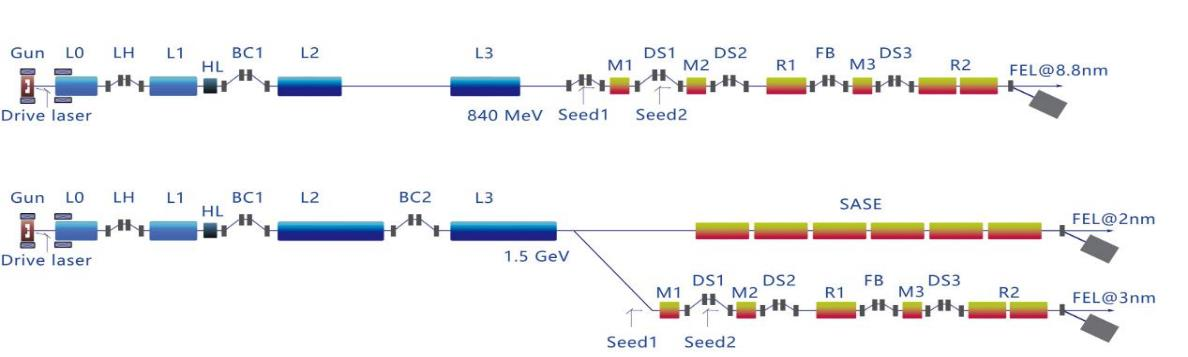 Gun L0 LH L1 HL BC1 L2 L3 M1 DS1 M2 DS2 R1 FB M3 DS3 R2 FEL@8.8nm
Drive laser 840 MeV Seed1 Seed2
Gun L0 LH L1 HL BC1 L2 BC2 L3 SASE FEL@2nm
Drive laser 1.5 GeV
M1 DS1 M2 DS2 R1 FB M3 DS3 R2 FEL@3nm
Seed1 Seed2